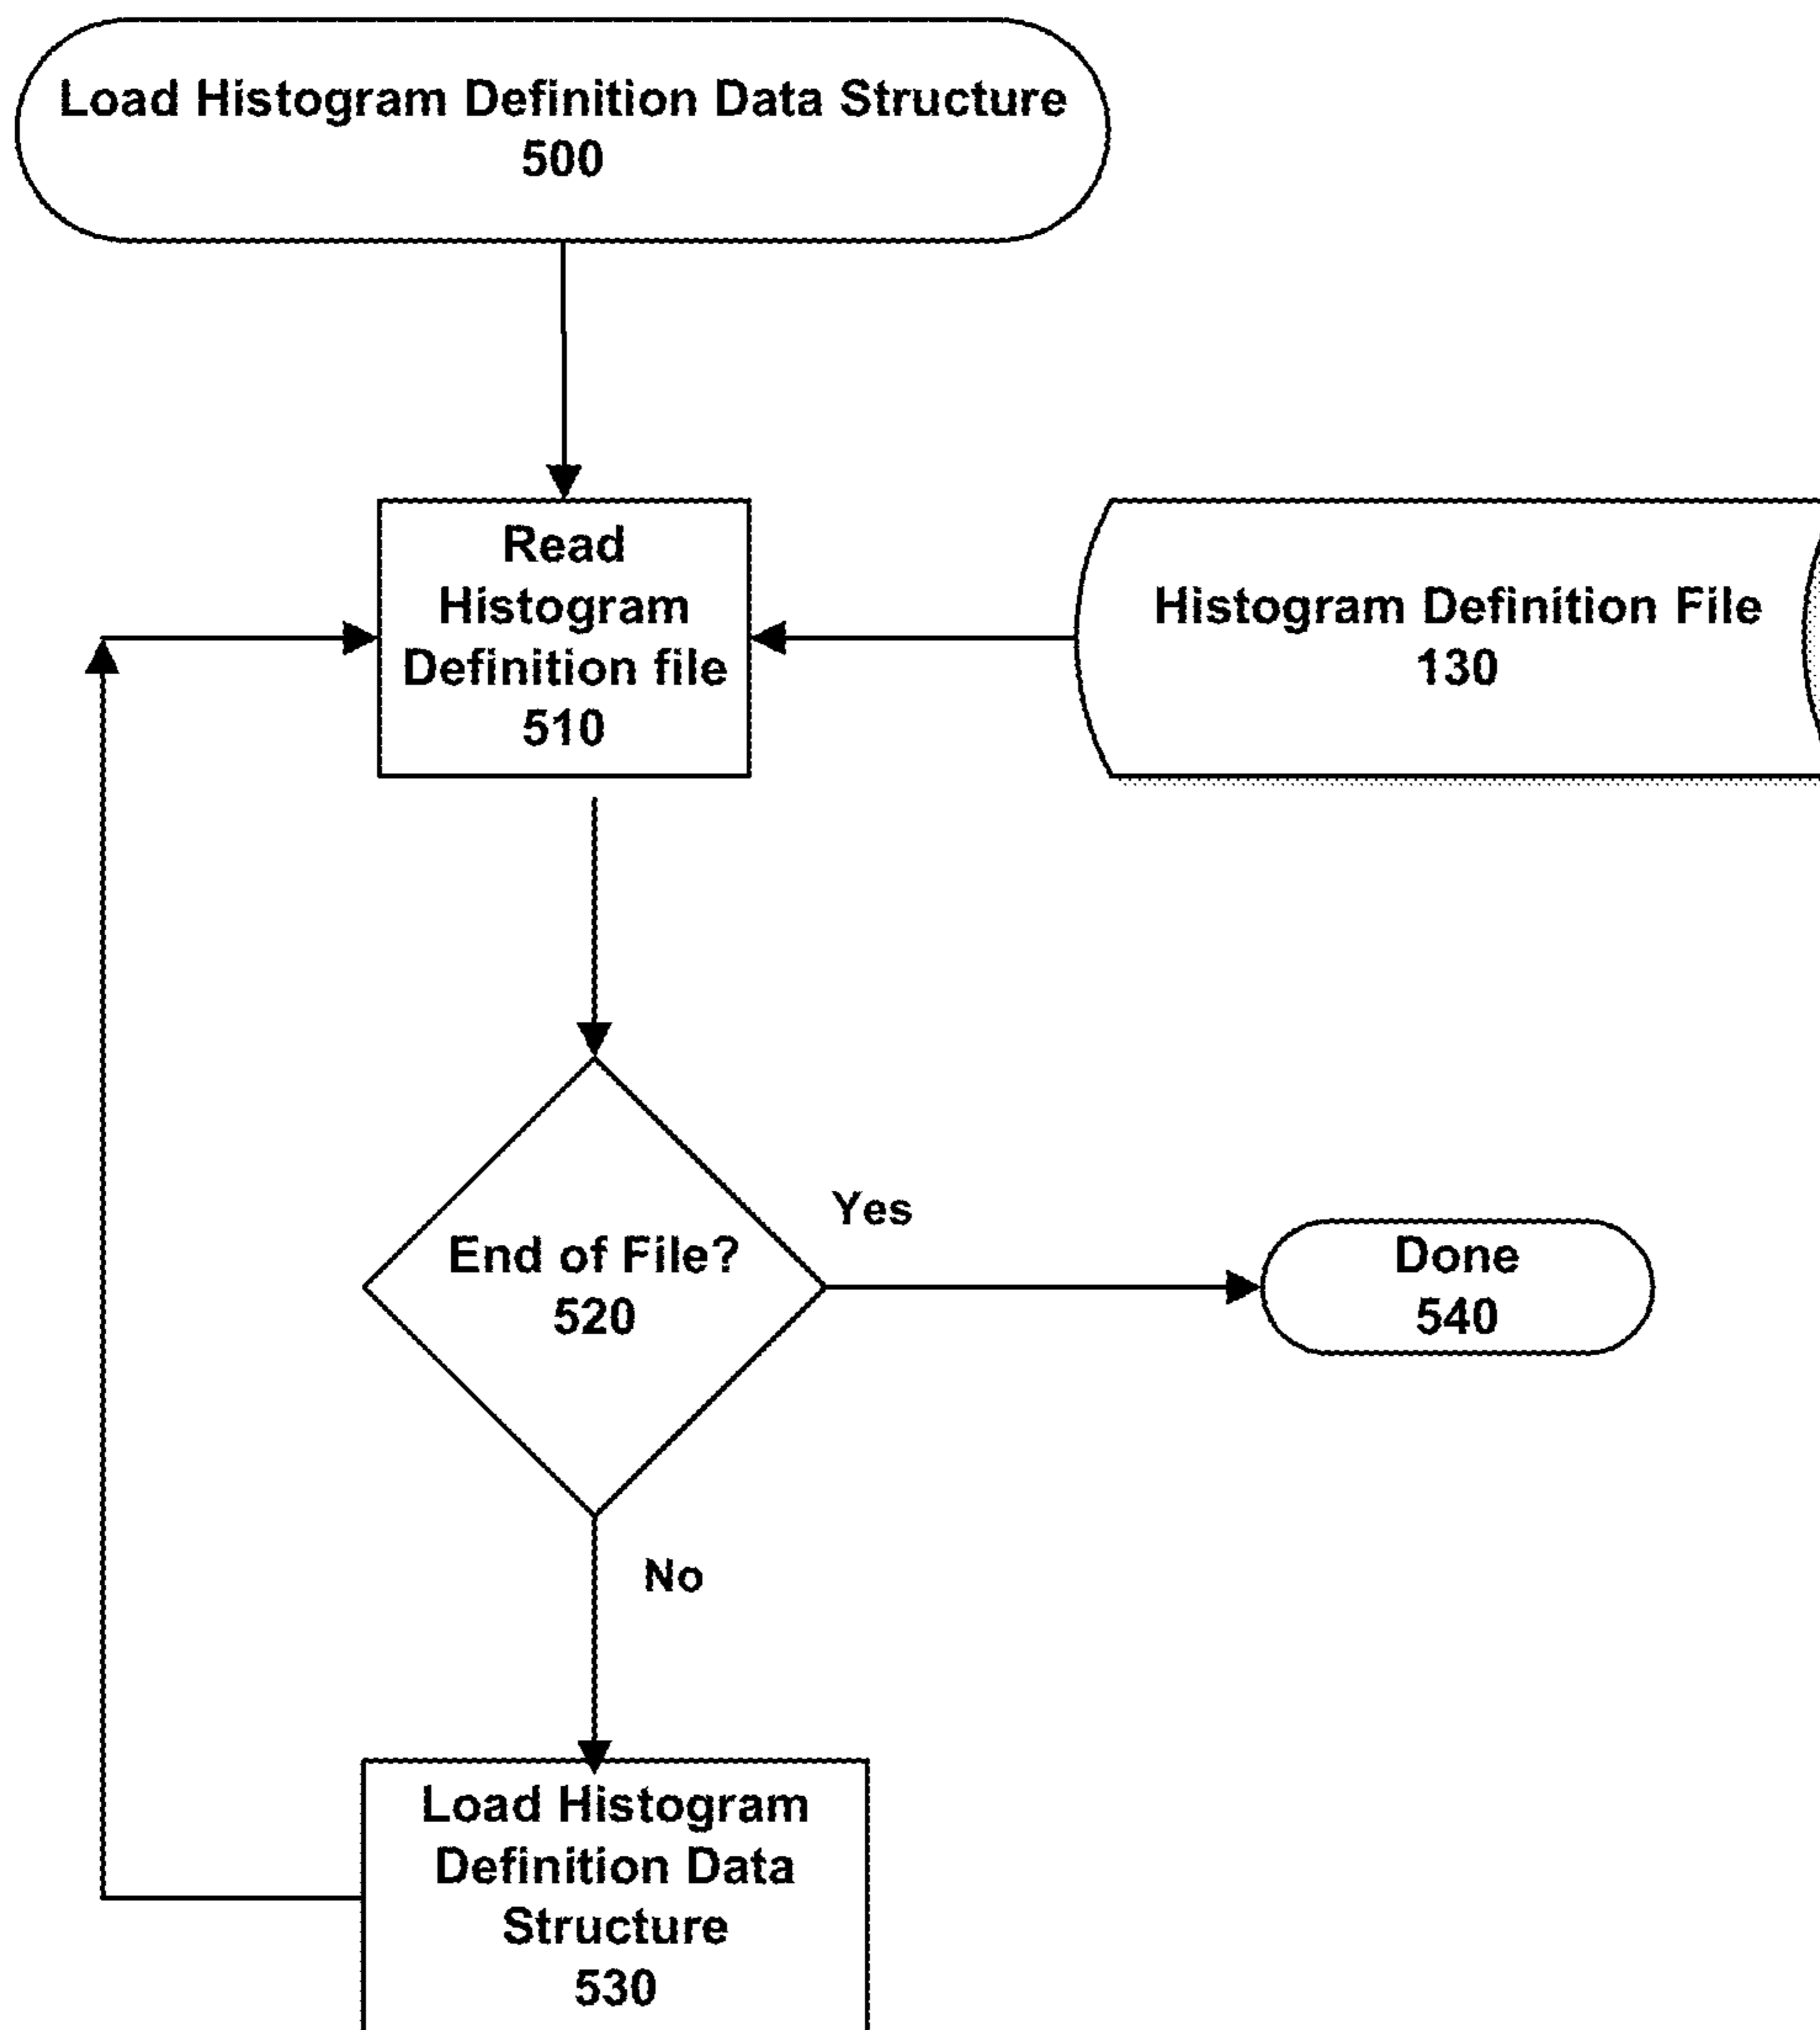 Load Histogram Definition Data Structure
500
Read
Histogram
Definition file
510
Histogram Definition File
130
End of File?
520
Yes
Done
540
No
Load Histogram
Definition Data
Structure
530